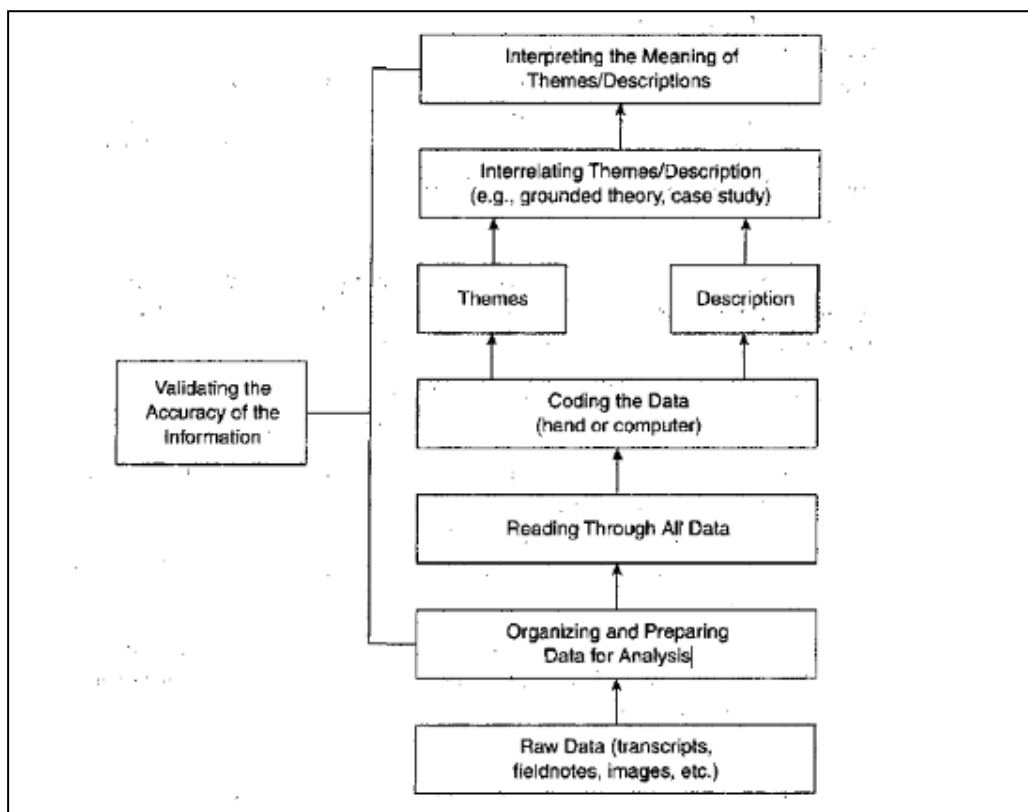 Interpreting the Meaning of
Themes/Descriptions
Interrelating Themes/Description
(e.g., grounded theory, case study)
Themes
Description
Validating the
Accuracy of the
Information
Coding the Data
(hand or computer)
Reading Through All Data
Organizing and Preparing
Data for Analysis
Raw Data (transcripts,
fieldnotes, images, etc.)